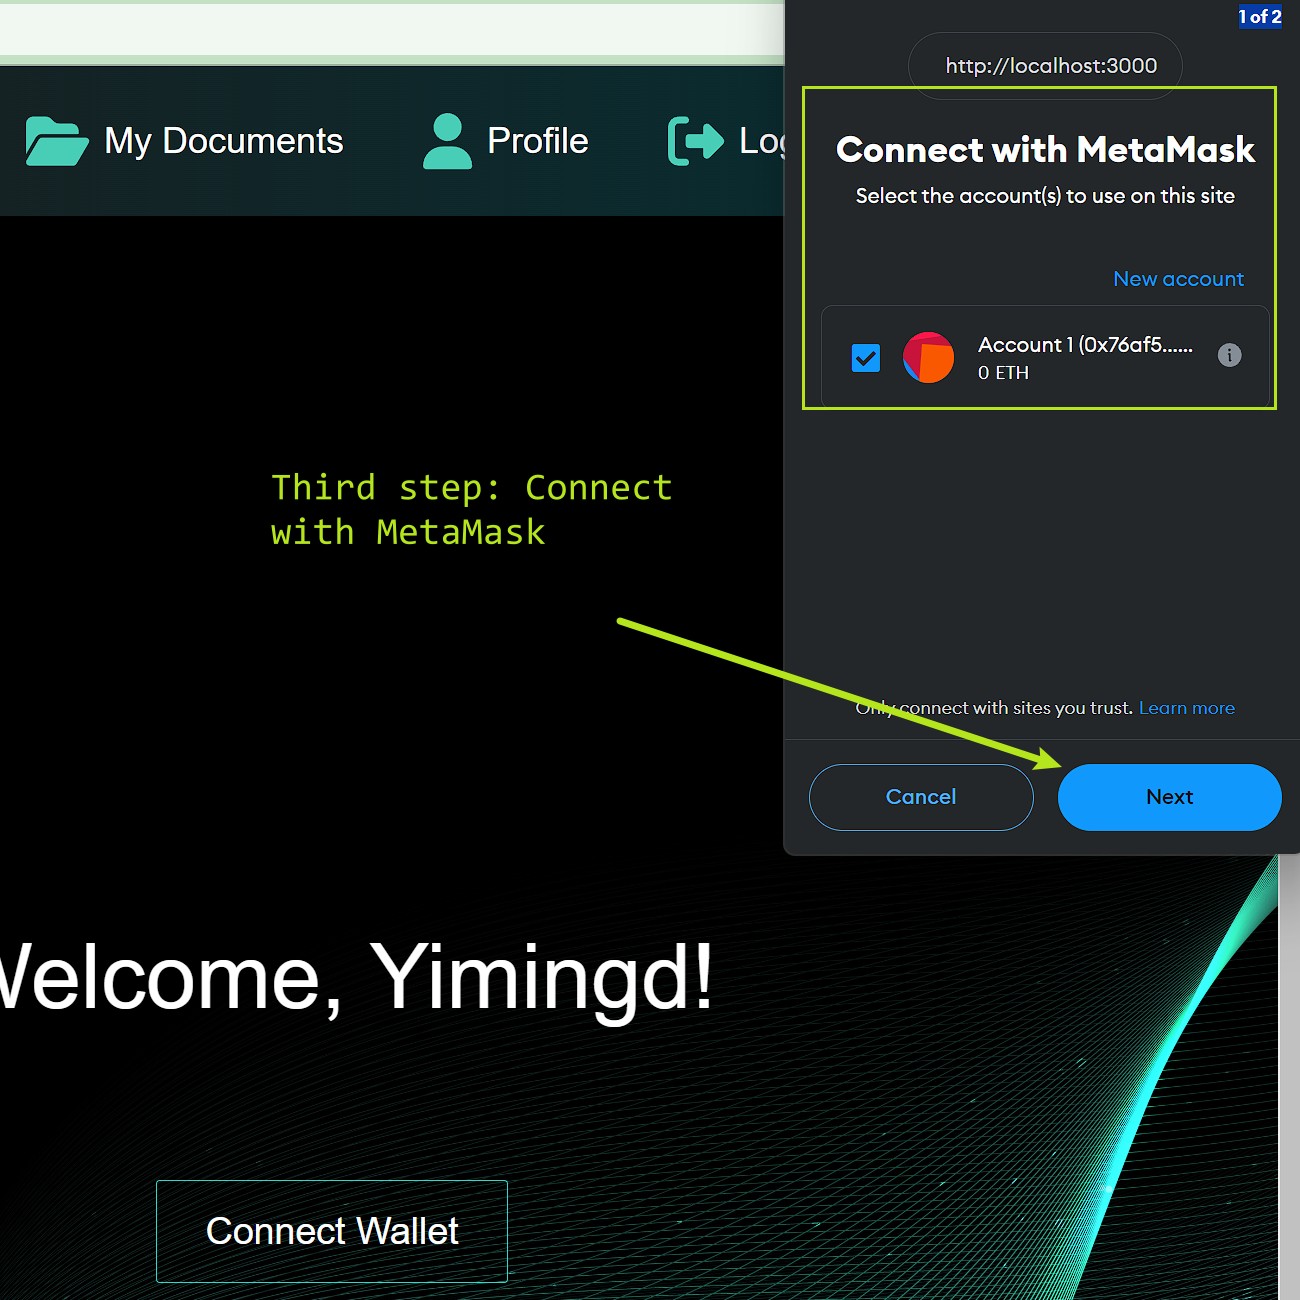 1 of 2
http://localhost:3000
My Documents
Profile
Connect with MetaMask
Select the account(s) to use on this site
New account
Account 1 (0x76af5......
0 ETH
Third step: Connect
with MetaMask
Only connect with sites you trust. Learn more
Cancel
Next
Welcome, Yimingd!
Connect Wallet